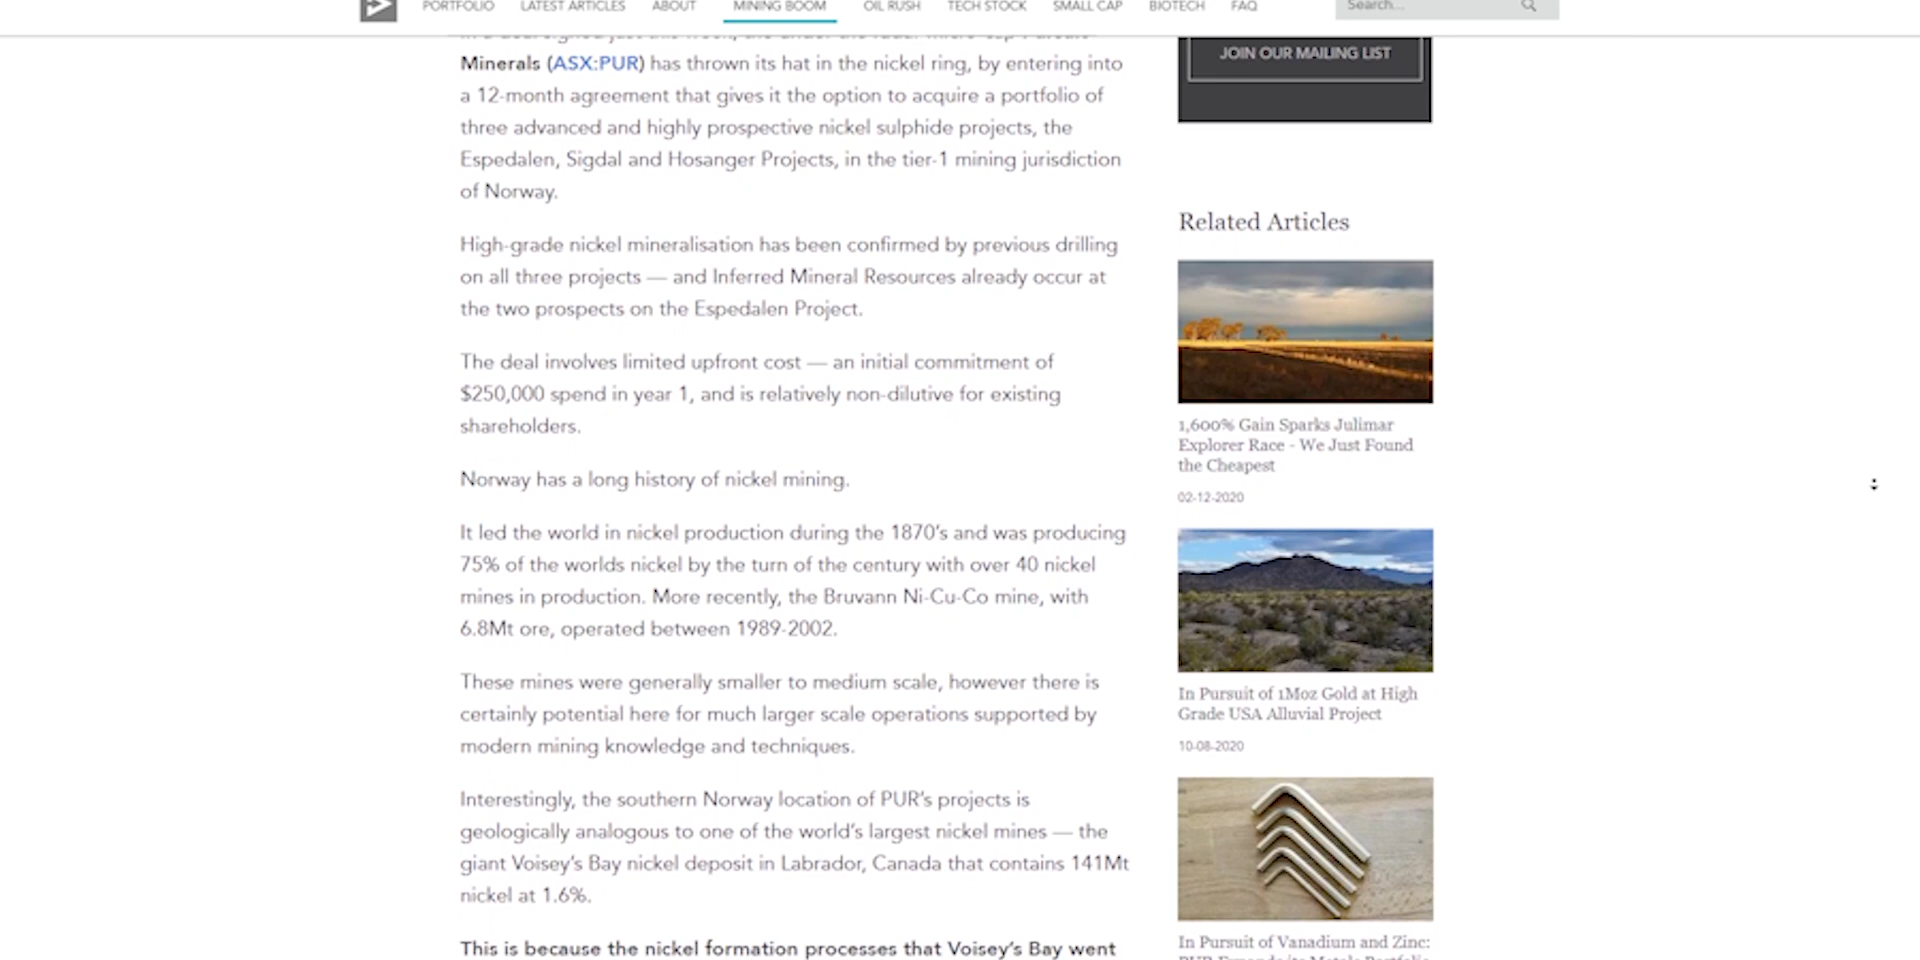 PORTFOLIO LATEST ARTICLES ABOUT MINING BOOM OIL RUSH TECH STOCK SMALL CAP BIOTECH FAQ Search...
Minerals (ASX:PUR) has thrown its hat in the nickel ring, by entering into
a 12-month agreement that gives it the option to acquire a portfolio of
three advanced and highly prospective nickel sulphide projects, the
Espedalen, Sigdal and Hosanger Projects, in the tier-1 mining jurisdiction
of Norway.
High-grade nickel mineralisation has been confirmed by previous drilling
on all three projects — and Inferred Mineral Resources already occur at
the two prospects on the Espedalen Project.
The deal involves limited upfront cost — an initial commitment of
$250,000 spend in year 1, and is relatively non-dilutive for existing
shareholders.
Norway has a long history of nickel mining.
It led the world in nickel production during the 1870's and was producing
75% of the worlds nickel by the turn of the century with over 40 nickel
mines in production. More recently, the Bruvann Ni-Cu-Co mine, with
6.8Mt ore, operated between 1989-2002.
These mines were generally smaller to medium scale, however there is
certainly potential here for much larger scale operations supported by
modern mining knowledge and techniques.
Interestingly, the southern Norway location of PUR's projects is
geologically analogous to one of the world's largest nickel mines — the
giant Voisey's Bay nickel deposit in Labrador, Canada that contains 141Mt
nickel at 1.6%.
This is because the nickel formation processes that Voisey's Bay went
JOIN OUR MAILING LIST
Related Articles
1,600% Gain Sparks Julimar
Explorer Race - We Just Found
the Cheapest
02-12-2020
In Pursuit of 1Moz Gold at High
Grade USA Alluvial Project
10-08-2020
In Pursuit of Vanadium and Zinc: